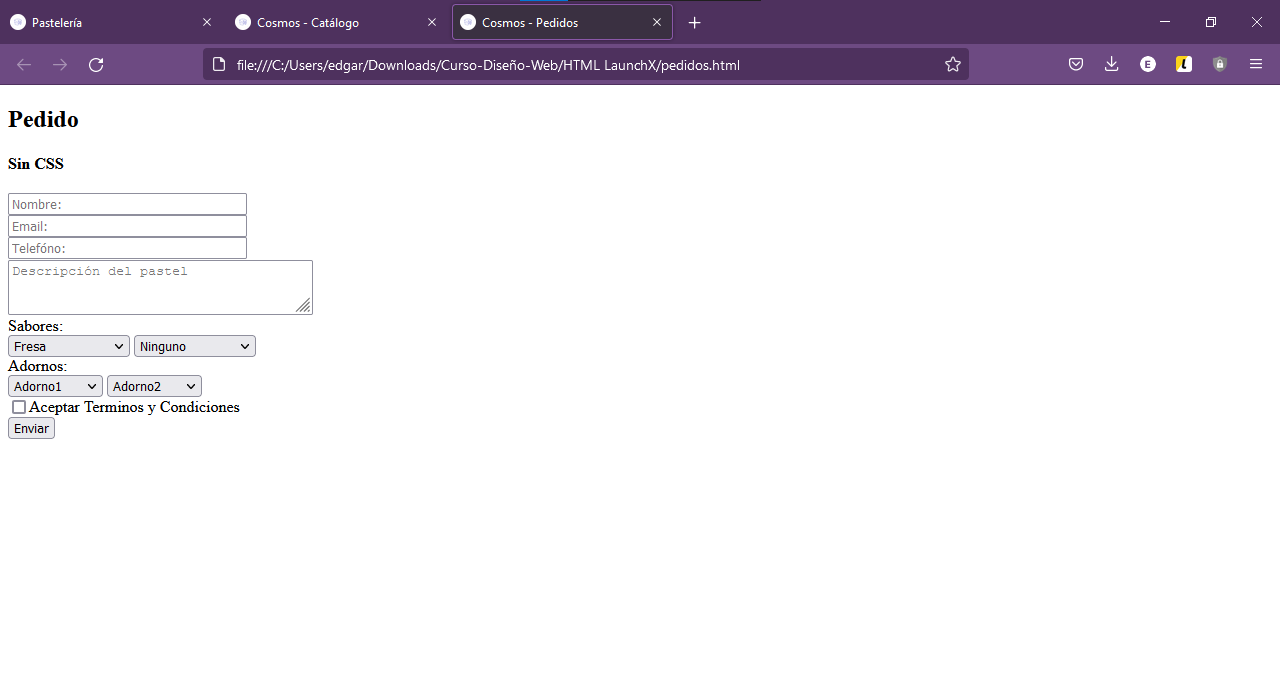 Pastelería
Cosmos - Catálogo
Cosmos - Pedidos
file:///C:/Users/edgar/Downloads/Curso-Diseño-Web/HTML LaunchX/pedidos.html
E
Pedido
Sin CSS
Nombre:
Email:
Telefóno:
Descripción del pastel
Sabores:
Fresa Ninguno
Adornos:
Adorno1 Adorno2
Aceptar Terminos y Condiciones
Enviar